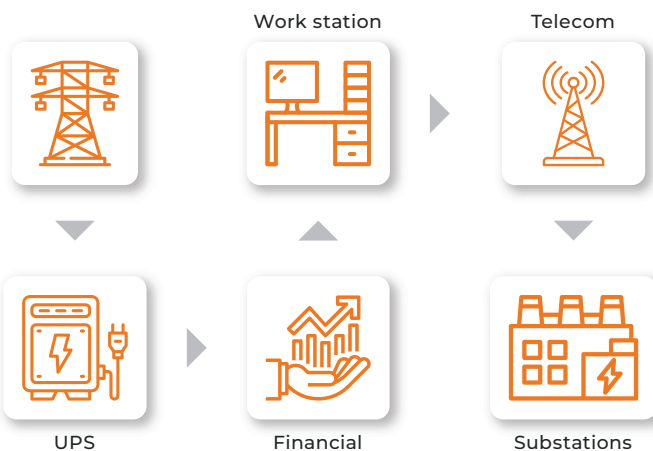 Work station
Telecom
UPS
Financial
Substations